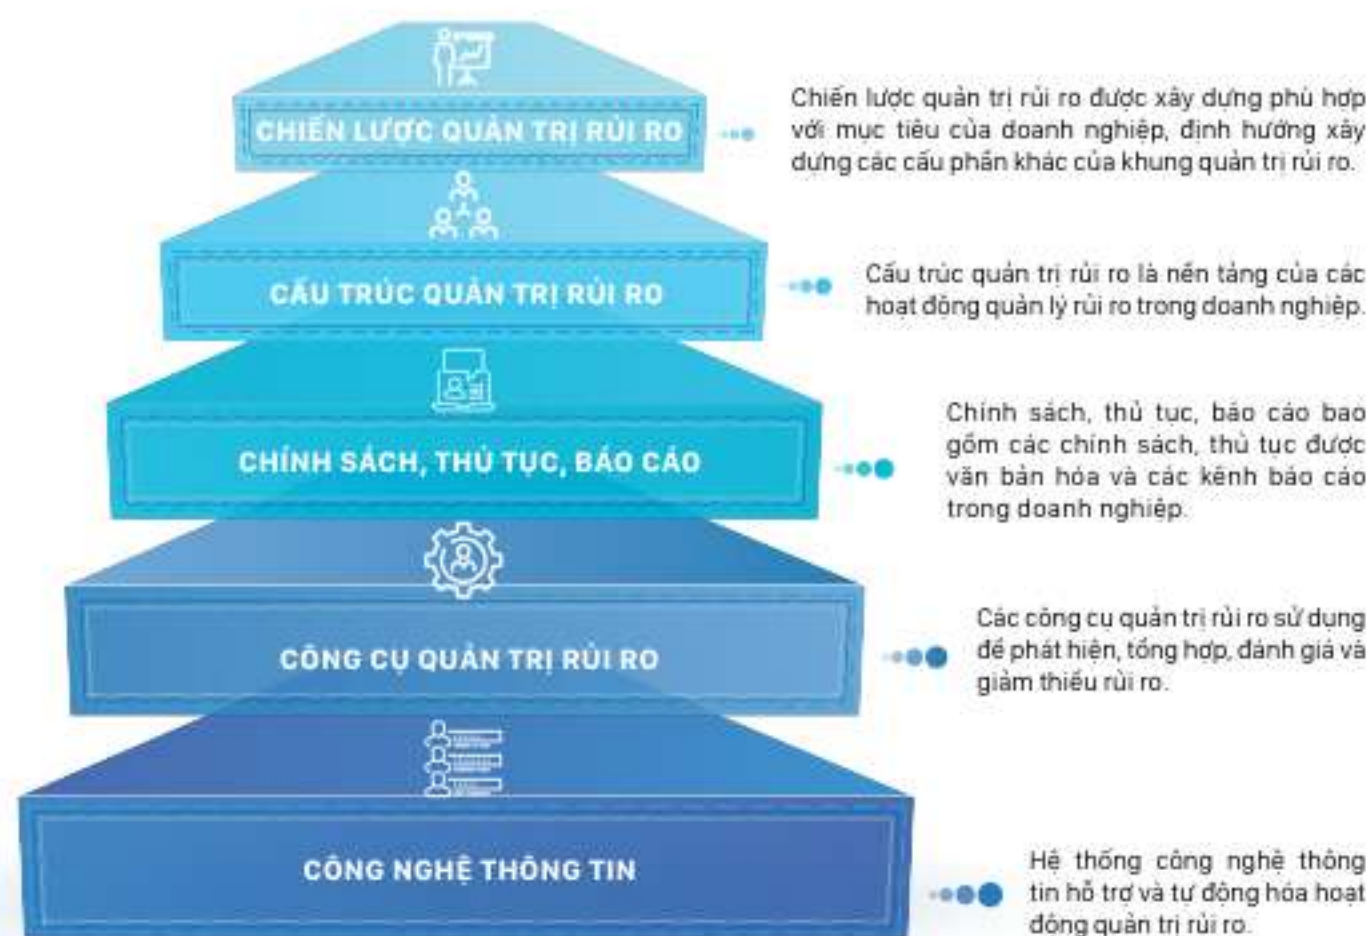 CHIẾN LƯỢC QUẢN TRỊ RỦI RO
Chiến lược quản trị rủi ro được xây dựng phù hợp
với mục tiêu của doanh nghiệp, định hướng xây
dựng các cấu phần khác của khung quản trị rủi ro.
CẤU TRÚC QUẢN TRỊ RỦI RO
Cấu trúc quản trị rủi ro là nền tảng của các
hoạt động quản lý rủi ro trong doanh nghiệp.
CHÍNH SÁCH, THỦ TỤC, BÁO CÁO
Chính sách, thủ tục, báo cáo bao
gồm các chính sách, thủ tục được
văn bản hóa và các kênh báo cáo
trong doanh nghiệp.
CÔNG CỤ QUẢN TRỊ RỦI RO
Các công cụ quản trị rủi ro sử dụng
để phát hiện, tổng hợp, đánh giá và
giảm thiểu rủi ro.
CÔNG NGHỆ THÔNG TIN
Hệ thống công nghệ thông
tin hỗ trợ và tự động hóa hoạt
động quản trị rủi ro.